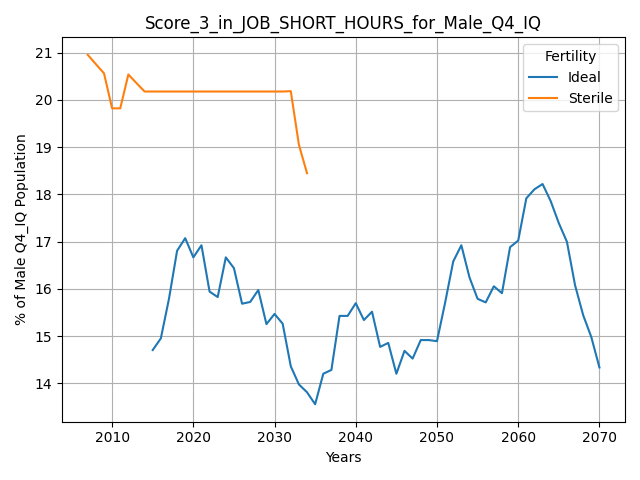 Score_3_in_JOB_SHORT_HOURS_for_Male_Q4_IQ
% of Male Q4_IQ Population
21
20
19
18
17
16
15
14
Fertility
Ideal
Sterile
2010 2020 2030 2040 2050 2060 2070
Years